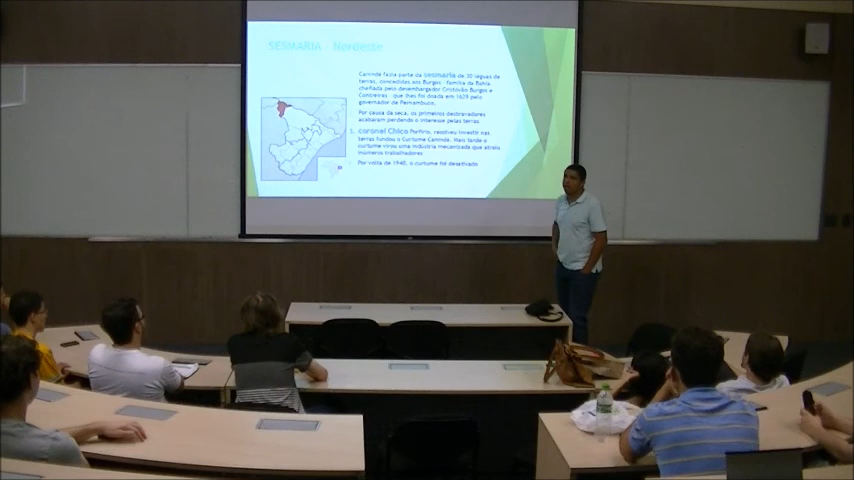 SESMARIA - Nordeste
Canindé fazia parte da sesmaria de 30 léguas de
terras, concedidas aos Burgos - família da Bahia,
chefiada pelo desembargador Cristóvão Burgos e
Contreiras - que lhes foi doada em 1629 pelo
governador de Pernambuco.
Por causa da seca, os primeiros desbravadores
acabaram perdendo o interesse pelas terras
coronel Chico Porfírio, resolveu investir nas
terras fundou o Curtume Canindé. Mais tarde o
curtume virou uma indústria mecanizada que atraiu
inúmeros trabalhadores
Por volta de 1940, o curtume foi desativado